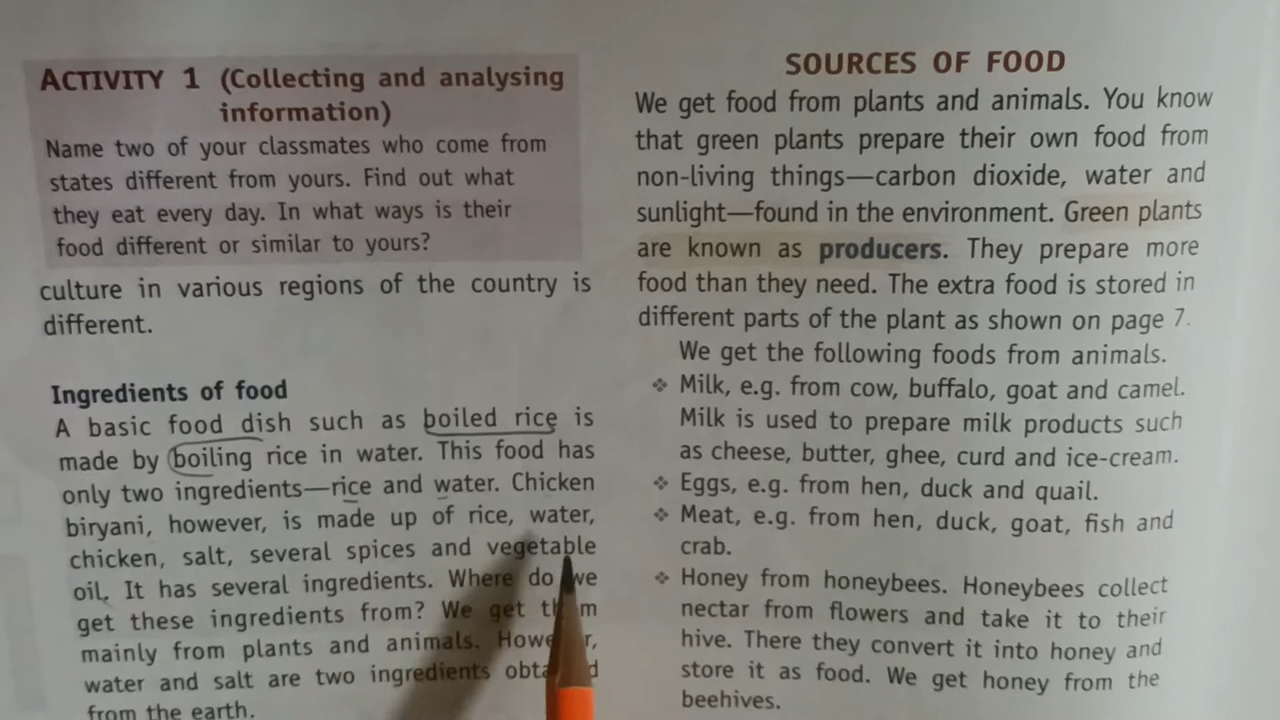 ACTIVITY 1 (Collecting and analysing
information)
Name two of your classmates who come from
states different from yours. Find out what
they eat every day. In what ways is their
food different or similar to yours?
culture in various regions of the country is
different.
Ingredients of food
A basic food dish such as boiled rice is
made by boiling rice in water. This food has
only two ingredients—rice and water. Chicken
biryani, however, is made up of rice, water,
chicken, salt, several spices and vegetable
oil. It has several ingredients. Where do we
get these ingredients from? We get
mainly from plants and animals.
water and salt are two ingredients
from the earth.
SOURCES OF FOOD
We get food from plants and animals. You know
that green plants prepare their own food from
non-living things—carbon dioxide, water and
sunlight—found in the environment. Green plants
are known as producers. They prepare more
food than they need. The extra food is stored in
different parts of the plant as shown on page 7.
We get the following foods from animals.
❖ Milk, e.g. from cow, buffalo, goat and camel.
Milk is used to prepare milk products such
as cheese, butter, ghee, curd and ice-cream.
❖ Eggs, e.g. from hen, duck and quail.
❖ Meat, e.g. from hen, duck, goat, fish and
crab.
❖ Honey from honeybees. Honeybees collect
nectar from flowers and take it to their
hive. There they convert it into honey and
store it as food. We get honey from the
beehives.